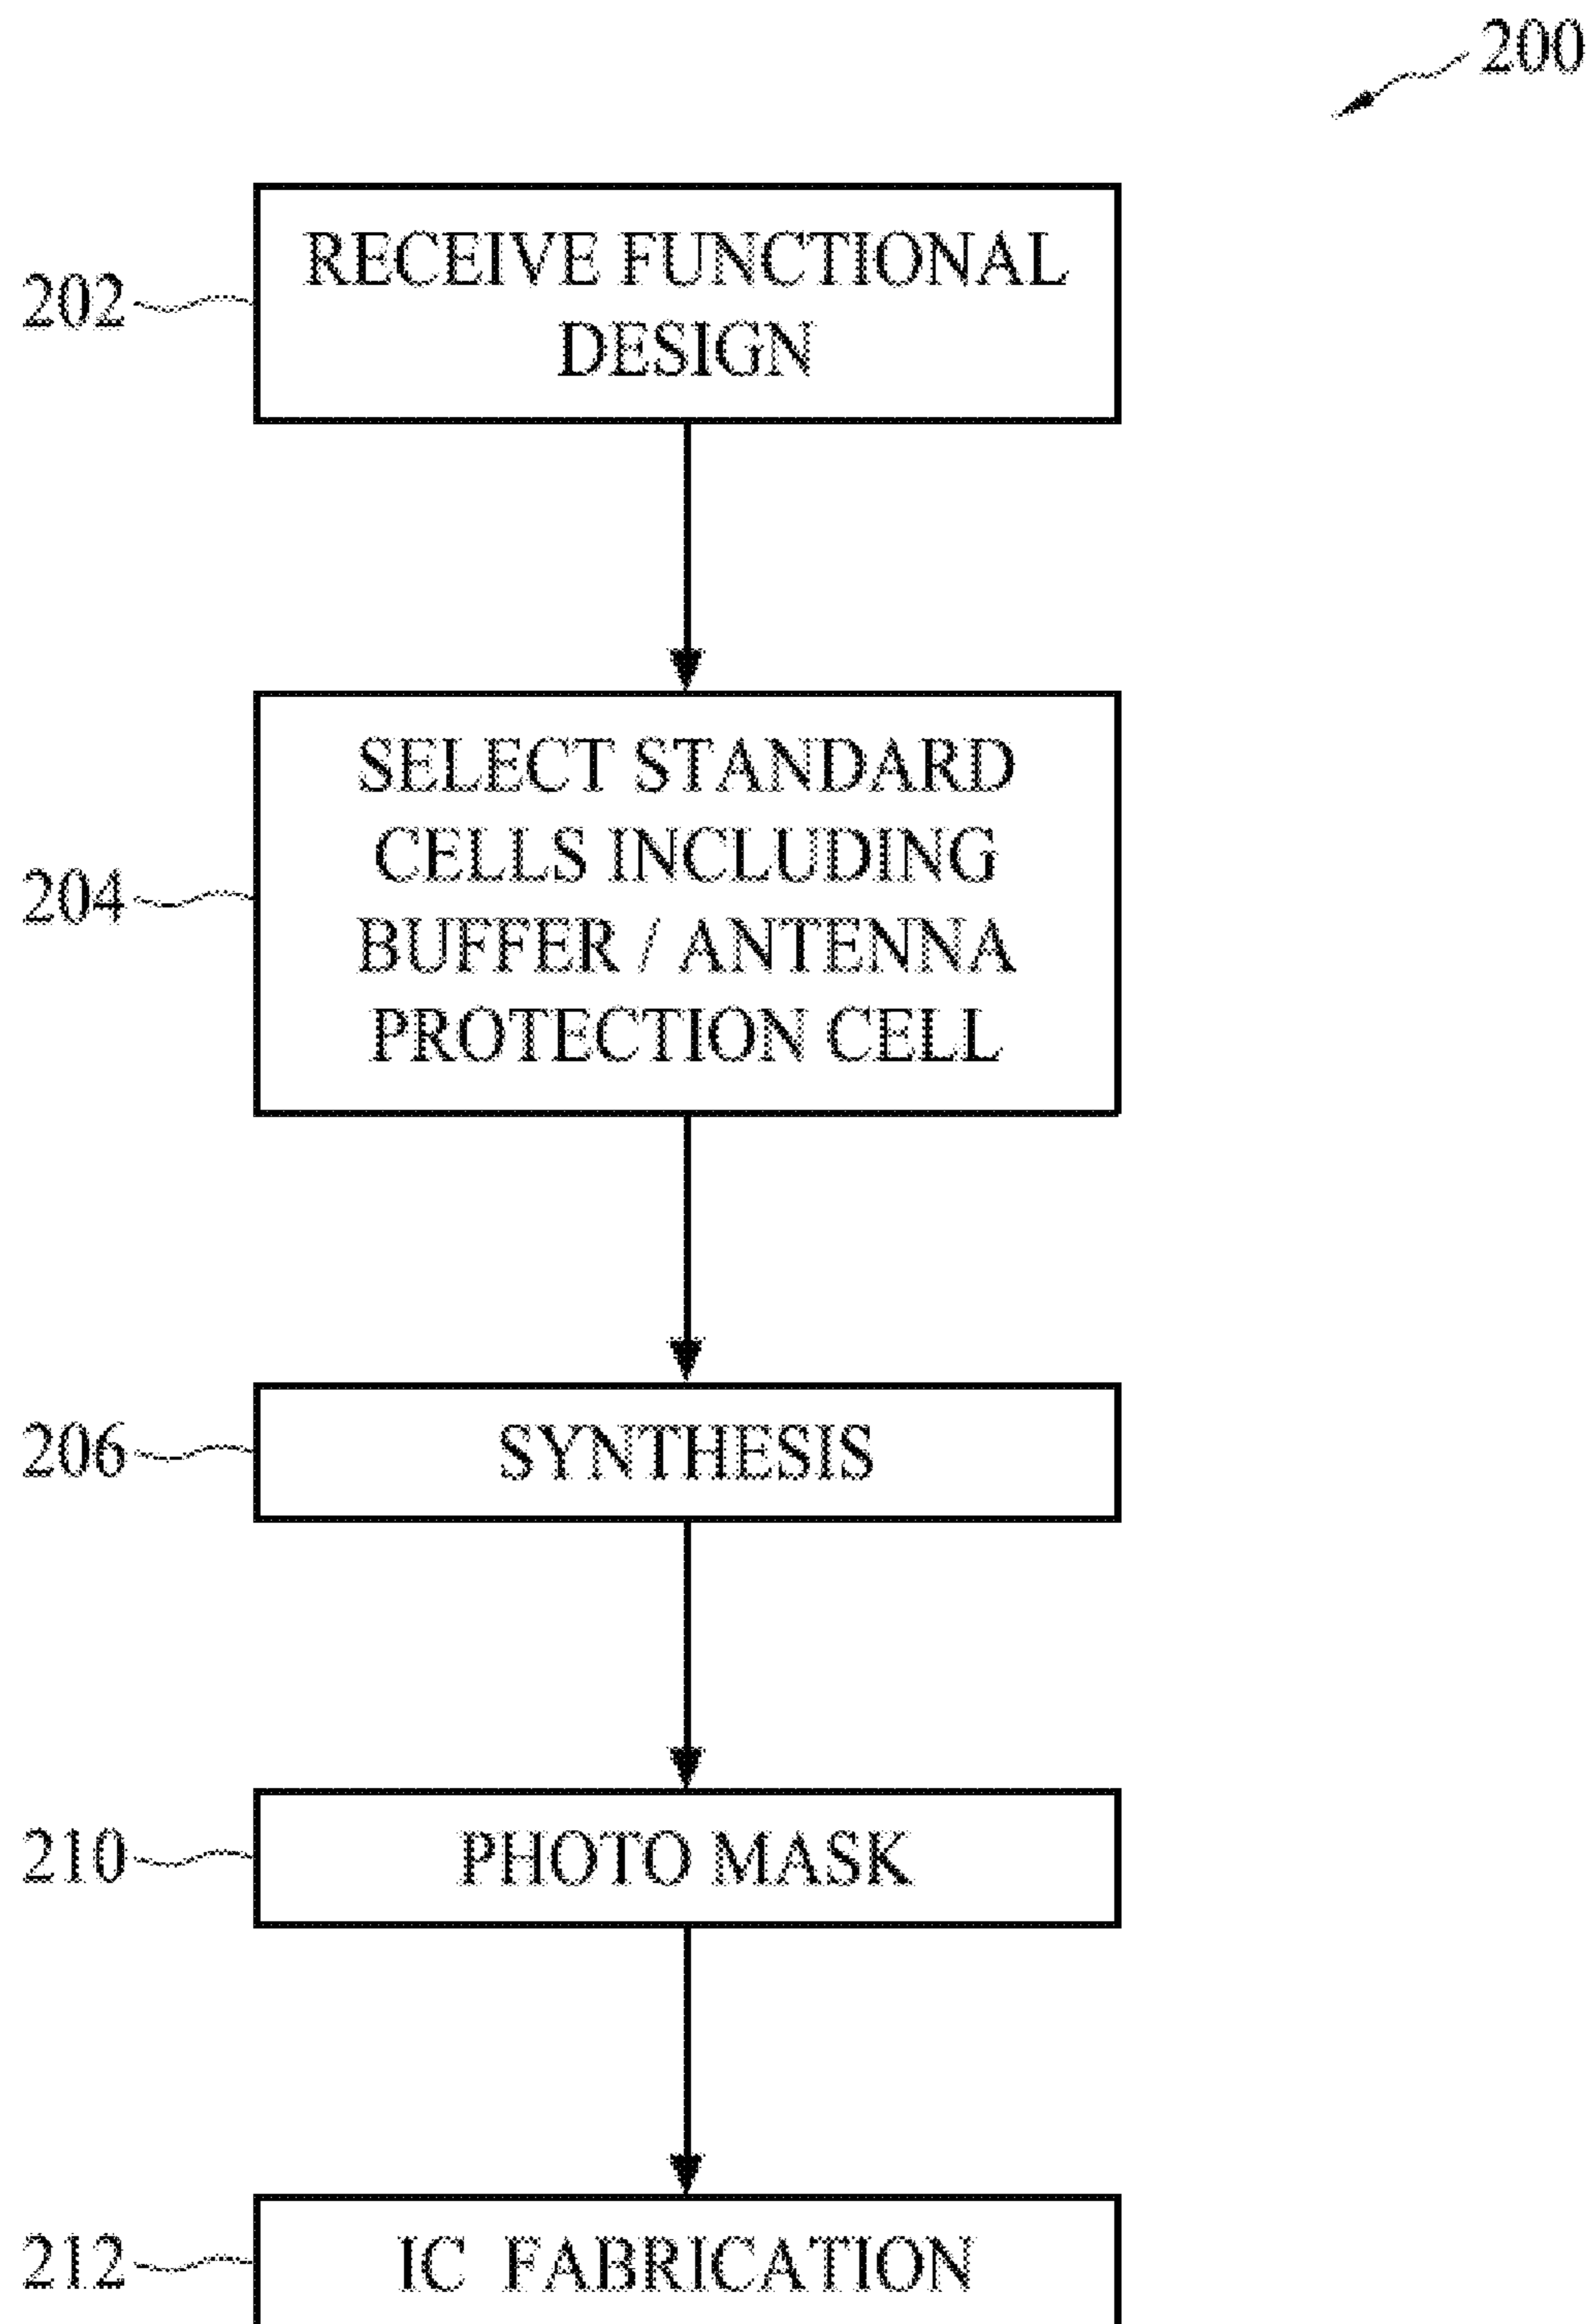 200
202
RECEIVE FUNCTIONAL
DESIGN
204
SELECT STANDARD
CELLS INCLUDING
BUFFER / ANTENNA
PROTECTION CELL
206
SYNTHESIS
210
PHOTO MASK
212
IC FABRICATION